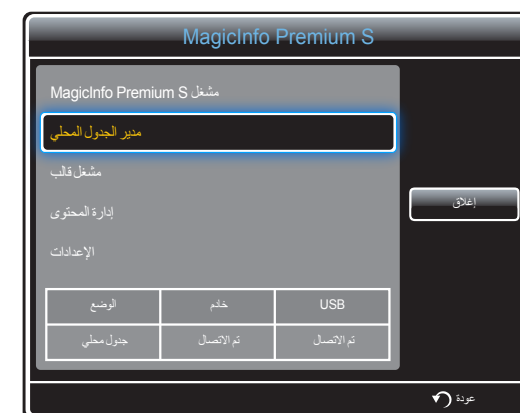 MagicInfo Premium S
مشغل MagicInfo Premium S
مدير الجدول المحلي
مشغل قالب
إدارة المحتوى
الإعدادات
إغلاق
الوضع خادم USB
جدول محلي تم الاتصال تم الاتصال
عودة